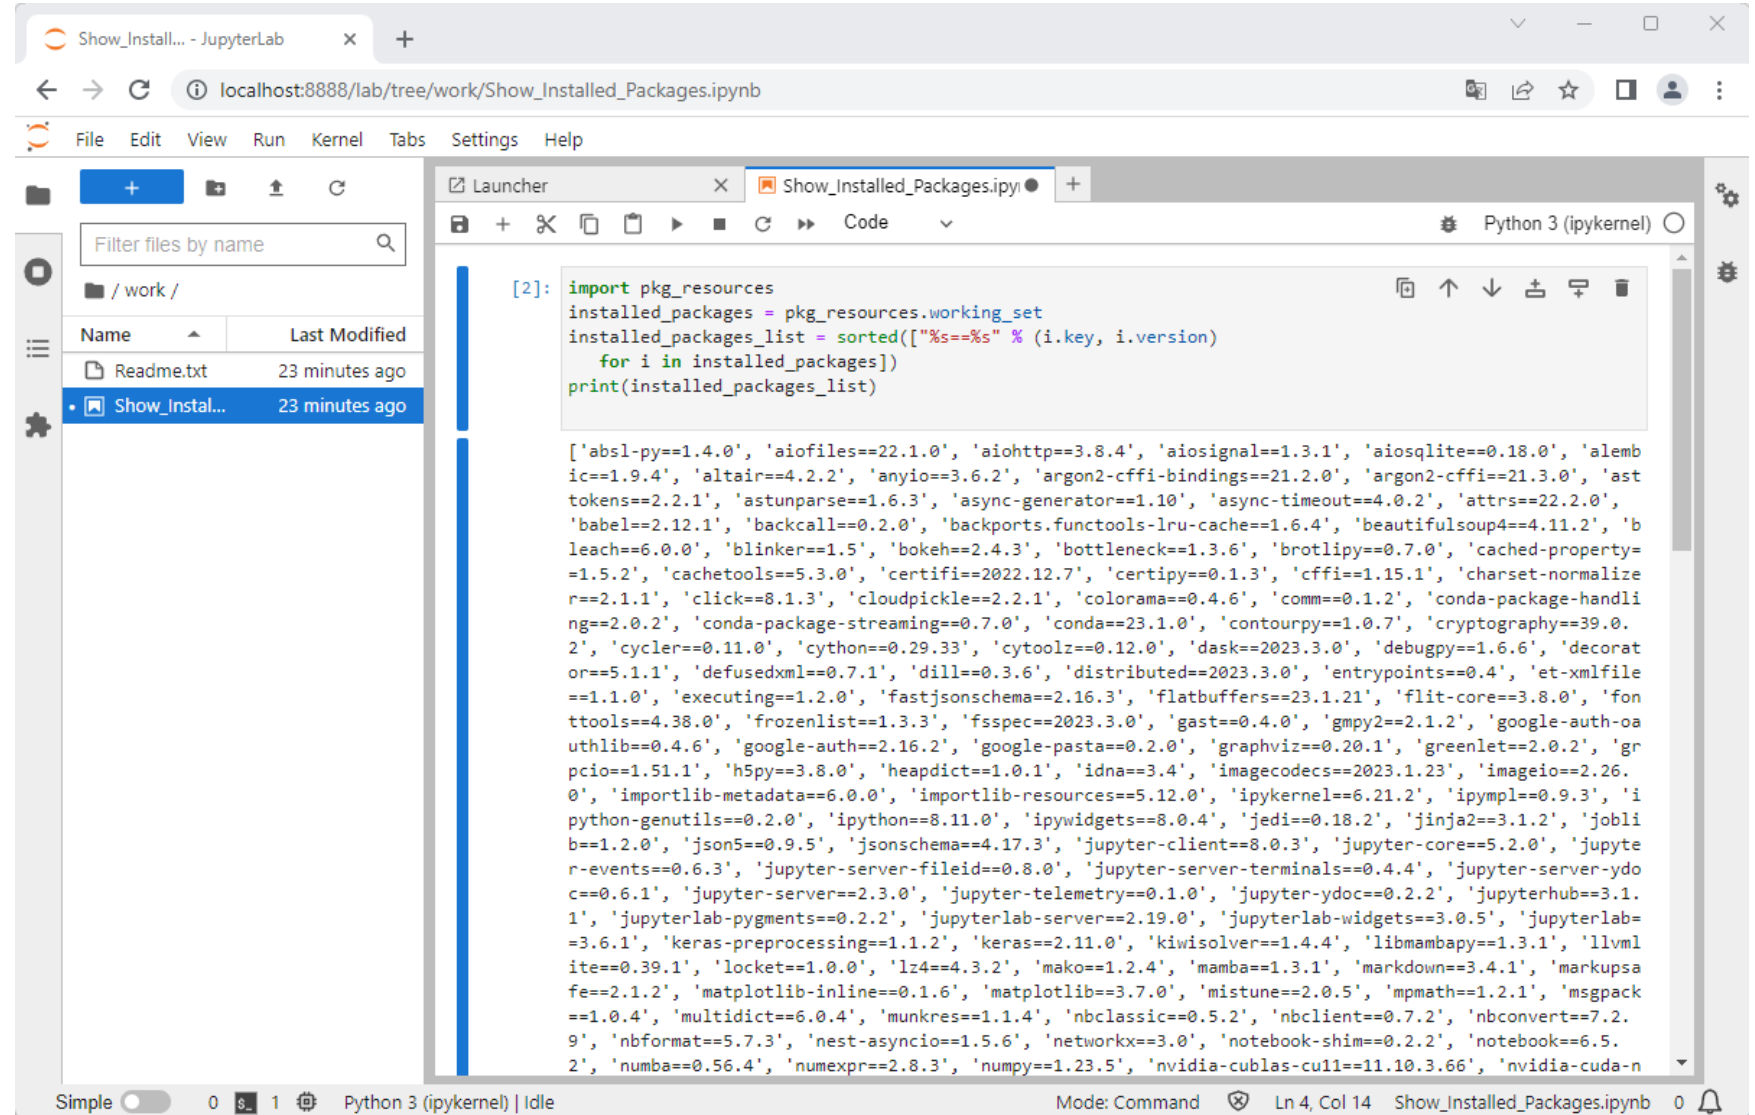 Show_Install... - JupyterLab
localhost:8888/lab/tree/work/Show_Installed_Packages.ipynb
File Edit View Run Kernel Tabs Settings Help
Filter files by name
/ work /
Name Last Modified
Readme.txt 23 minutes ago
Show_Instal... 23 minutes ago
Launcher Show_Installed_Packages.ipy
Code Python 3 (ipykernel)
[2]: import pkg_resources
installed_packages = pkg_resources.working_set
installed_packages_list = sorted(["%s==%s" % (i.key, i.version)
for i in installed_packages])
print(installed_packages_list)
['absl-py==1.4.0', 'aiofiles==22.1.0', 'aiohttp==3.8.4', 'aiosignal==1.3.1', 'aiosqlite==0.18.0', 'alemb
ic==1.9.4', 'altair==4.2.2', 'anyio==3.6.2', 'argon2-cffi-bindings==21.2.0', 'argon2-cffi==21.3.0', 'ast
tokens==2.2.1', 'astunparse==1.6.3', 'async-generator==1.10', 'async-timeout==4.0.2', 'attrs==22.2.0',
'babel==2.12.1', 'backcall==0.2.0', 'backports.functools-lru-cache==1.6.4', 'beautifulsoup4==4.11.2', 'b
leach==6.0.0', 'blinker==1.5', 'bokeh==2.4.3', 'bottleneck==1.3.6', 'brotlipy==0.7.0', 'cached-property=
=1.5.2', 'cachetools==5.3.0', 'certifi==2022.12.7', 'certipy==0.1.3', 'cffi==1.15.1', 'charset-normalize
r==2.1.1', 'click==8.1.3', 'cloudpickle==2.2.1', 'colorama==0.4.6', 'comm==0.1.2', 'conda-package-handli
ng==2.0.2', 'conda-package-streaming==0.7.0', 'conda==23.1.0', 'contourpy==1.0.7', 'cryptography==39.0.
2', 'cycler==0.11.0', 'cython==0.29.33', 'cytoolz==0.12.0', 'dask==2023.3.0', 'debugpy==1.6.6', 'decorat
or==5.1.1', 'defusedxml==0.7.1', 'dill==0.3.6', 'distributed==2023.3.0', 'entrypoints==0.4', 'et-xmlfile
==1.1.0', 'executing==1.2.0', 'fastjsonschema==2.16.3', 'flatbuffers==23.1.21', 'flit-core==3.8.0', 'fon
ttools==4.38.0', 'frozenlist==1.3.3', 'fsspec==2023.3.0', 'gast==0.4.0', 'gmpy2==2.1.2', 'google-auth-oa
uthlib==0.4.6', 'google-auth==2.16.2', 'google-pasta==0.2.0', 'graphviz==0.20.1', 'greenlet==2.0.2', 'gr
pcio==1.51.1', 'h5py==3.8.0', 'heapdict==1.0.1', 'idna==3.4', 'imagecodecs==2023.1.23', 'imageio==2.26.
0', 'importlib-metadata==6.0.0', 'importlib-resources==5.12.0', 'ipykernel==6.21.2', 'ipympl==0.9.3', 'i
python-genutils==0.2.0', 'ipython==8.11.0', 'ipywidgets==8.0.4', 'jedi==0.18.2', 'jinja2==3.1.2', 'jobli
b==1.2.0', 'json5==0.9.5', 'jsonschema==4.17.3', 'jupyter-client==8.0.3', 'jupyter-core==5.2.0', 'jupyte
r-events==0.6.3', 'jupyter-server-fileid==0.8.0', 'jupyter-server-terminals==0.4.4', 'jupyter-server-ydo
c==0.6.1', 'jupyter-server==2.3.0', 'jupyter-telemetry==0.1.0', 'jupyter-ydoc==0.2.2', 'jupyterhub==3.1.
1', 'jupyterlab-pygments==0.2.2', 'jupyterlab-server==2.19.0', 'jupyterlab-widgets==3.0.5', 'jupyterlab=
=3.6.1', 'keras-preprocessing==1.1.2', 'keras==2.11.0', 'kiwisolver==1.4.4', 'libmambapy==1.3.1', 'llvml
ite==0.39.1', 'locket==1.0.0', 'lz4==4.3.2', 'mako==1.2.4', 'mamba==1.3.1', 'markdown==3.4.1', 'markupsa
fe==2.1.2', 'matplotlib-inline==0.1.6', 'matplotlib==3.7.0', 'mistune==2.0.5', 'mpmath==1.2.1', 'msgpack
==1.0.4', 'multidict==6.0.4', 'munkres==1.1.4', 'nbclassic==0.5.2', 'nbclient==0.7.2', 'nbconvert==7.2.
9', 'nbformat==5.7.3', 'nest-asyncio==1.5.6', 'networkx==3.0', 'notebook-shim==0.2.2', 'notebook==6.5.
2', 'numba==0.56.4', 'numexpr==2.8.3', 'numpy==1.23.5', 'nvidia-cublas-cu11==11.10.3.66', 'nvidia-cuda-n
Simple 0 1 Python 3 (ipykernel) | Idle Mode: Command Ln 4, Col 14 Show_Installed_Packages.ipynb 0